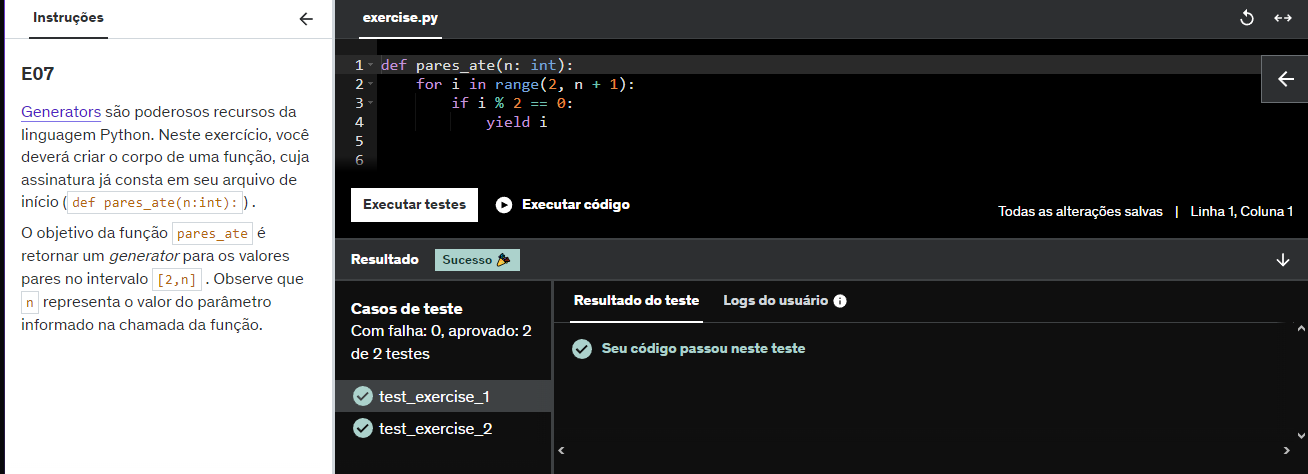 Instruções
E07
Generators são poderosos recursos da
linguagem Python. Neste exercício, você
deverá criar o corpo de uma função, cuja
assinatura já consta em seu arquivo de
início (def pares_ate(n:int):) .
O objetivo da função pares_ate é
retornar um generator para os valores
pares no intervalo [2,n] . Observe que
n representa o valor do parâmetro
informado na chamada da função.
exercise.py
1 def pares_ate(n: int):
2     for i in range(2, n + 1):
3         if i % 2 == 0:
4             yield i
5
6
Executar testes
Executar código
Todas as alterações salvas | Linha 1, Coluna 1
Resultado
Sucesso
Casos de teste
Com falha: 0, aprovado: 2
de 2 testes
test_exercise_1
test_exercise_2
Resultado do teste
Logs do usuário
Seu código passou neste teste